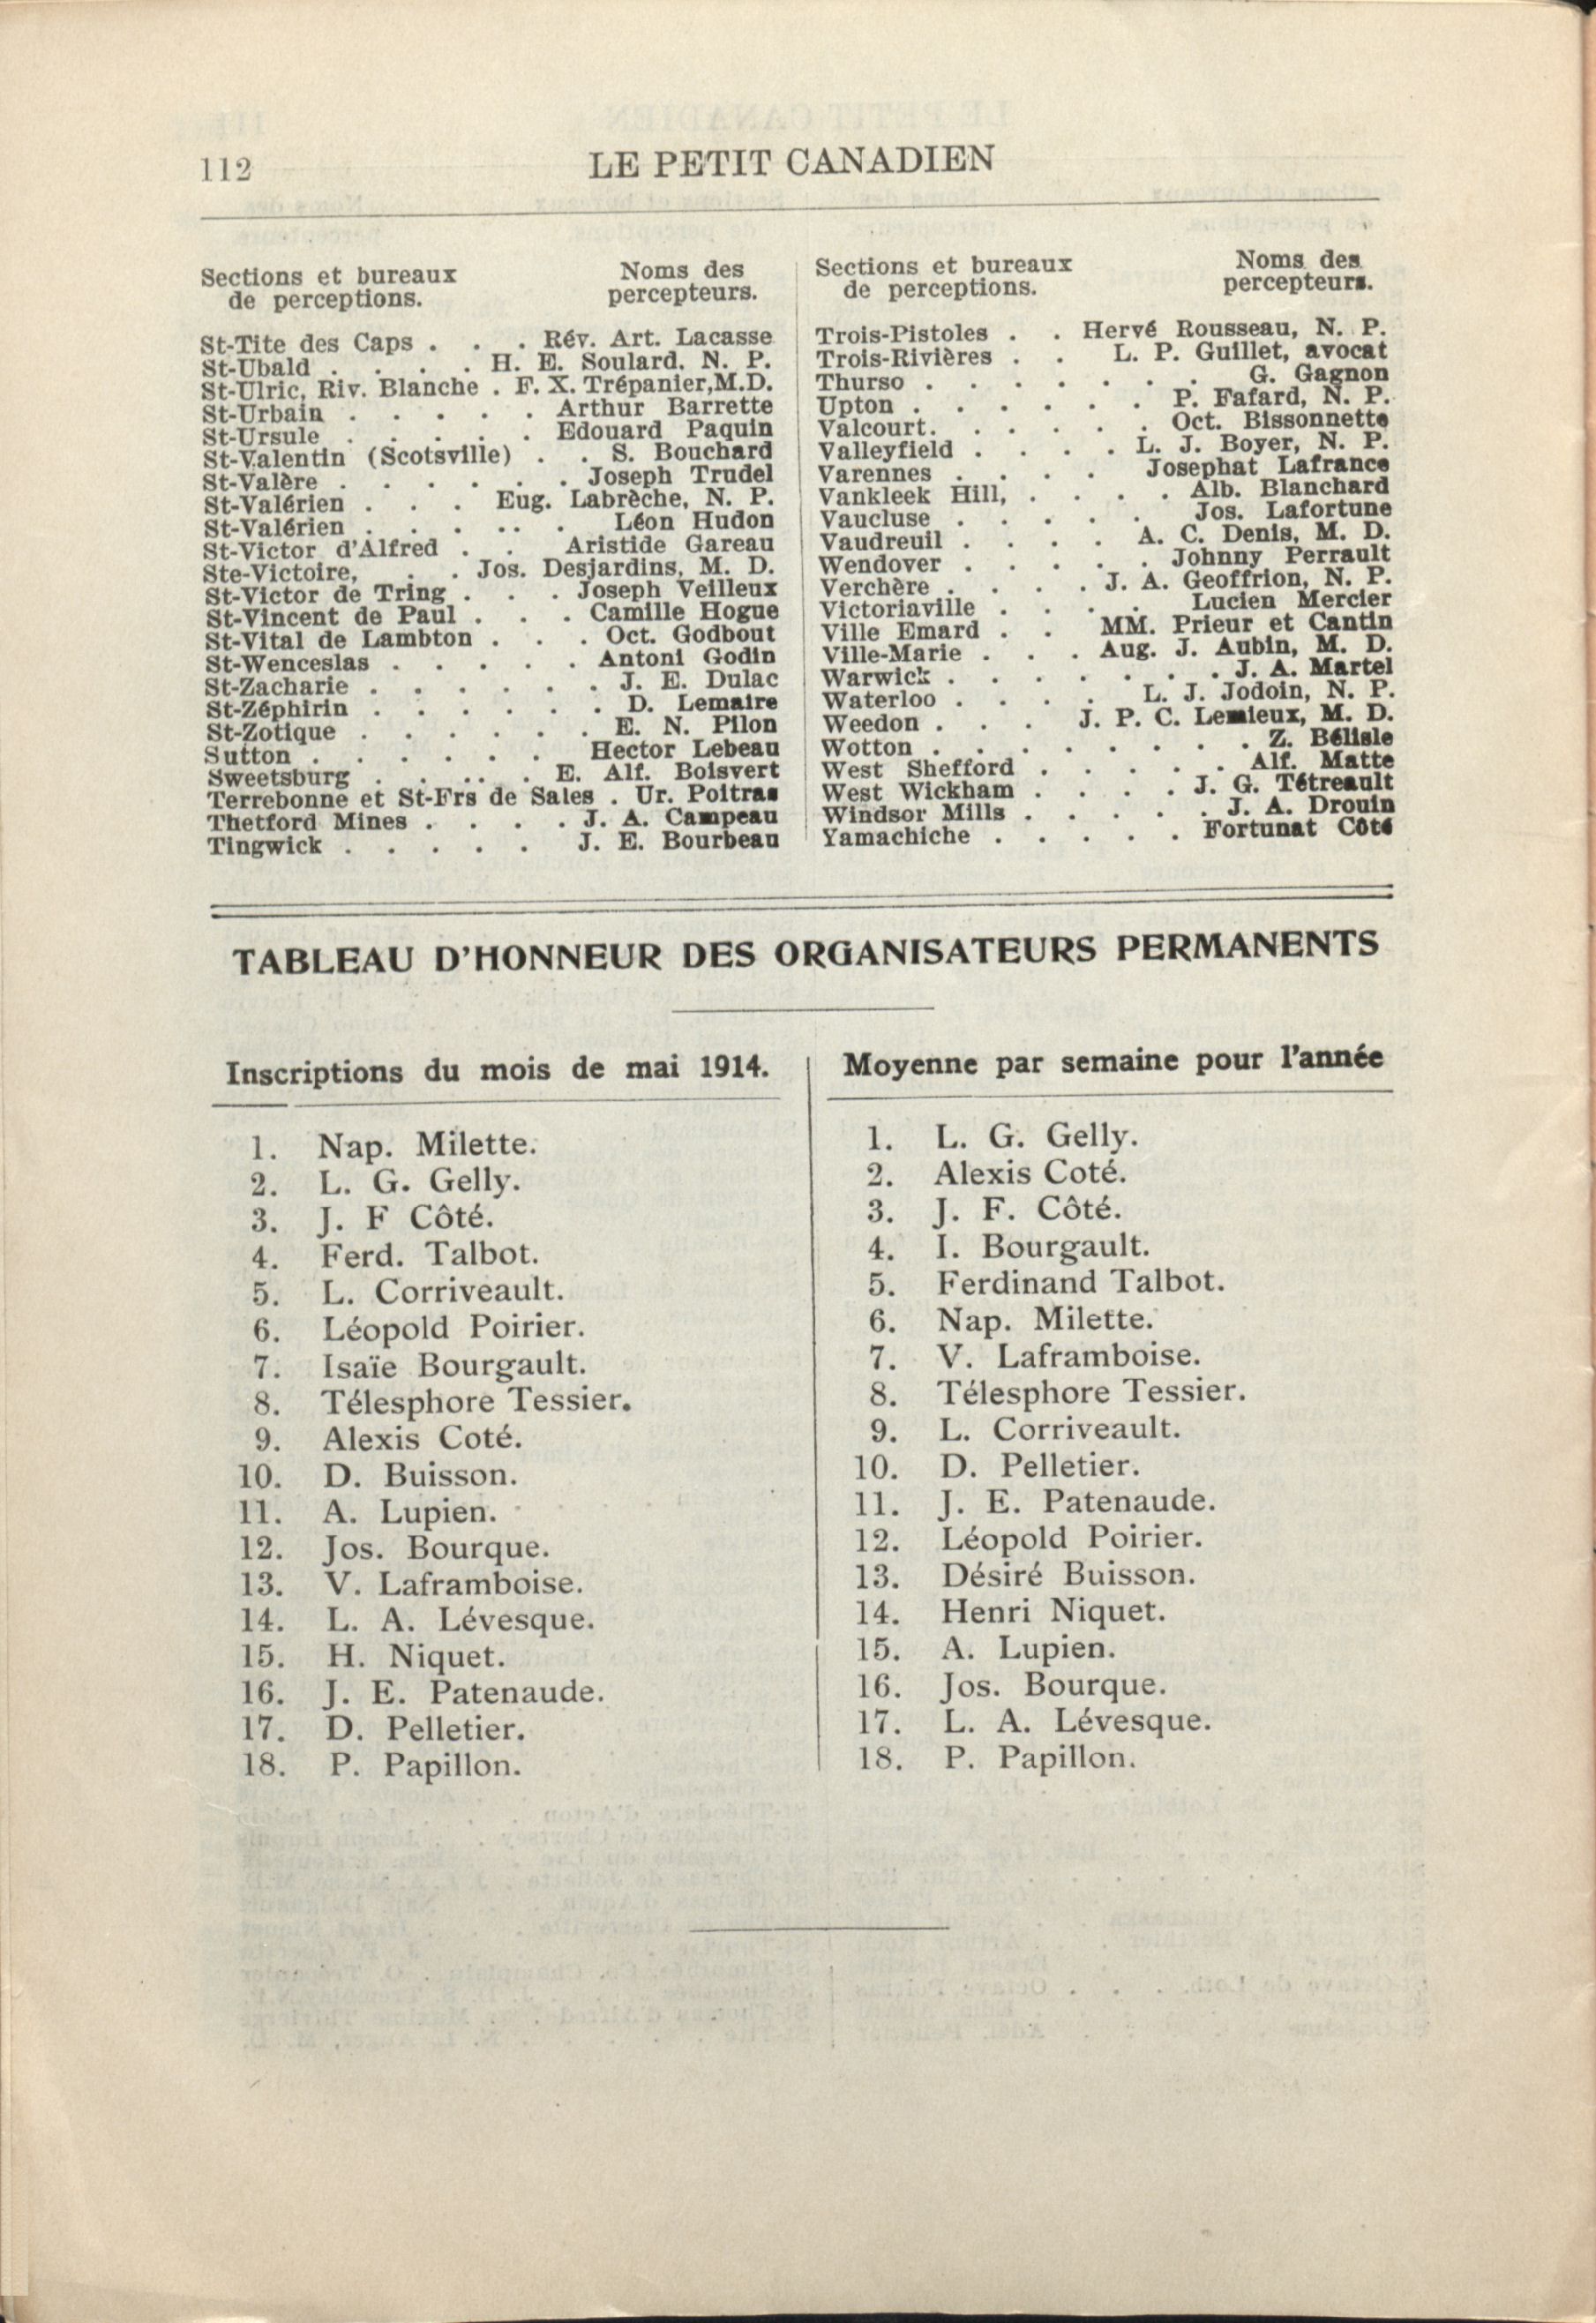 112
LE PETIT CANADIEN
Sections et bureaux
de perceptions.
Noms des
percepteurs.
St-Tite des Caps . . . Rév. Art. Lacasse
St-Ubald . . . . H. E. Soulard. N. P.
St-Ulric, Riv. Blanche . F. X. Trépanier,M.D.
St-Urbain . . . . . Arthur Barrette
St-Ursule . . . . . Edouard Paquin
St-Valentin (Scotsville) . . S. Bouchard
St-Valère . . . . . . Joseph Trudel
St-Valérien . . . Eug. Labrèche, N. P.
St-Valérien . . . . . . Léon Hudon
St-Victor d'Alfred . . Aristide Gareau
Ste-Victoire, . . Jos. Desjardins, M. D.
St-Victor de Tring . . . Joseph Veilleux
St-Vincent de Paul . . . Camille Hogue
St-Vital de Lambton . . . Oct. Godbout
St-Wenceslas . . . . . Antoni Godin
St-Zacharie . . . . . . J. E. Dulac
St-Zéphirin . . . . . . D. Lemaire
St-Zotique . . . . . . E. N. Pilon
Sutton . . . . . . Hector Lebeau
Sweetsburg . . . . . E. Alf. Boisvert
Terrebonne et St-Frs de Sales . Ur. Poitras
Thetford Mines . . . . J. A. Campeau
Tingwick . . . . . J. E. Bourbeau
Sections et bureaux
de perceptions.
Noms des
percepteurs.
Trois-Pistoles . . Hervé Rousseau, N. P.
Trois-Rivières . . L. P. Guillet, avocat
Thurso . . . . . . . G. Gagnon
Upton . . . . . . P. Fafard, N. P.
Valcourt. . . . . . Oct. Bissonnette
Valleyfield . . . . L. J. Boyer, N. P.
Varennes . . . . Josephat Lafrance
Vankleek Hill, . . . . Alb. Blanchard
Vaucluse . . . . . Jos. Lafortune
Vaudreuil . . . . A. C. Denis, M. D.
Wendover . . . . . Johnny Perrault
Verchère . . . . J. A. Geoffrion, N. P.
Victoriaville . . . . Lucien Mercier
Ville Emard . . MM. Prieur et Cantin
Ville-Marie . . . Aug. J. Aubin, M. D.
Warwick . . . . . . . J. A. Martel
Waterloo . . . . L. J. Jodoin, N. P.
Weedon . . . J. P. C. Lemieux, M. D.
Wotton . . . . . . . . Z. Bélisle
West Shefford . . . . . Alf. Matte
West Wickham . . . . J. G. Tétreault
Windsor Mills . . . . . J. A. Drouin
Yamachiche . . . . . Fortunat Côté
TABLEAU D'HONNEUR DES ORGANISATEURS PERMANENTS
Inscriptions du mois de mai 1914.
1. Nap. Milette.
2. L. G. Gelly.
3. J. F Côté.
4. Ferd. Talbot.
5. L. Corriveault.
6. Léopold Poirier.
7. Isaïe Bourgault.
8. Télesphore Tessier.
9. Alexis Coté.
10. D. Buisson.
11. A. Lupien.
12. Jos. Bourque.
13. V. Laframboise.
14. L. A. Lévesque.
15. H. Niquet.
16. J. E. Patenaude.
17. D. Pelletier.
18. P. Papillon.
Moyenne par semaine pour l'année
1. L. G. Gelly.
2. Alexis Coté.
3. J. F. Côté.
4. I. Bourgault.
5. Ferdinand Talbot.
6. Nap. Milette.
7. V. Laframboise.
8. Télesphore Tessier.
9. L. Corriveault.
10. D. Pelletier.
11. J. E. Patenaude.
12. Léopold Poirier.
13. Désiré Buisson.
14. Henri Niquet.
15. A. Lupien.
16. Jos. Bourque.
17. L. A. Lévesque.
18. P. Papillon.